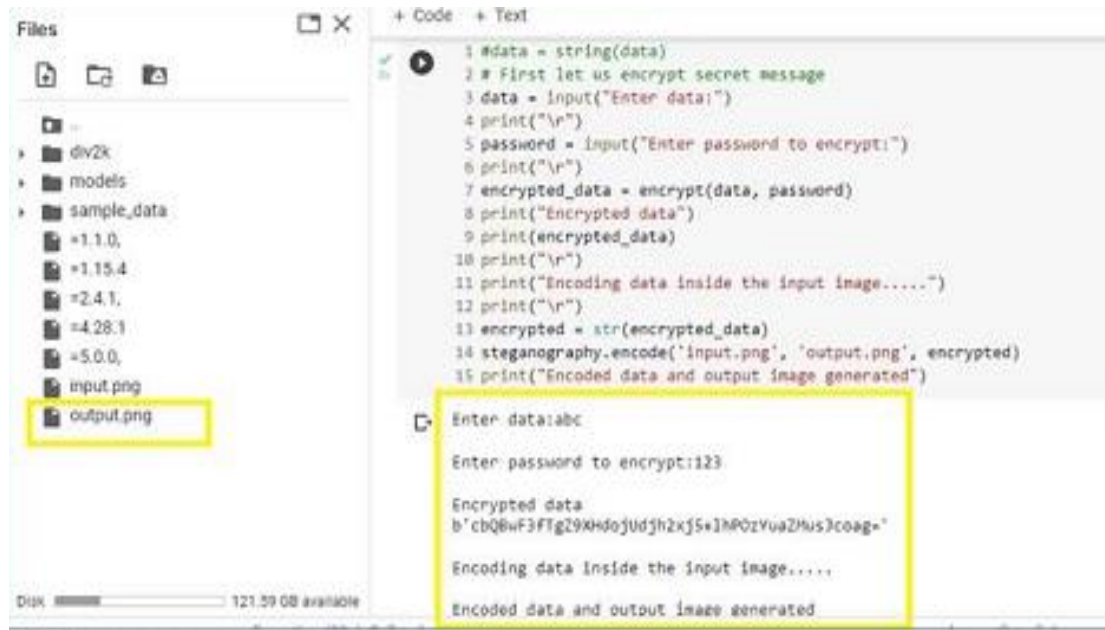 Files
+ Code + Text
..
div2k
models
sample_data
=1.1.0,
=1.15.4
=2.4.1,
=4.28.1
=5.0.0,
input.png
output.png
Disk 121.59 GB available
1 #data = string(data)
2 # First let us encrypt secret message
3 data = input("Enter data:")
4 print("\r")
5 password = input("Enter password to encrypt:")
6 print("\r")
7 encrypted_data = encrypt(data, password)
8 print("Encrypted data")
9 print(encrypted_data)
10 print("\r")
11 print("Encoding data inside the input image.....")
12 print("\r")
13 encrypted = str(encrypted_data)
14 steganography.encode('input.png', 'output.png', encrypted)
15 print("Encoded data and output image generated")
Enter data:abc
Enter password to encrypt:123
Encrypted data
Encoding data inside the input image.....
Encoded data and output image generated